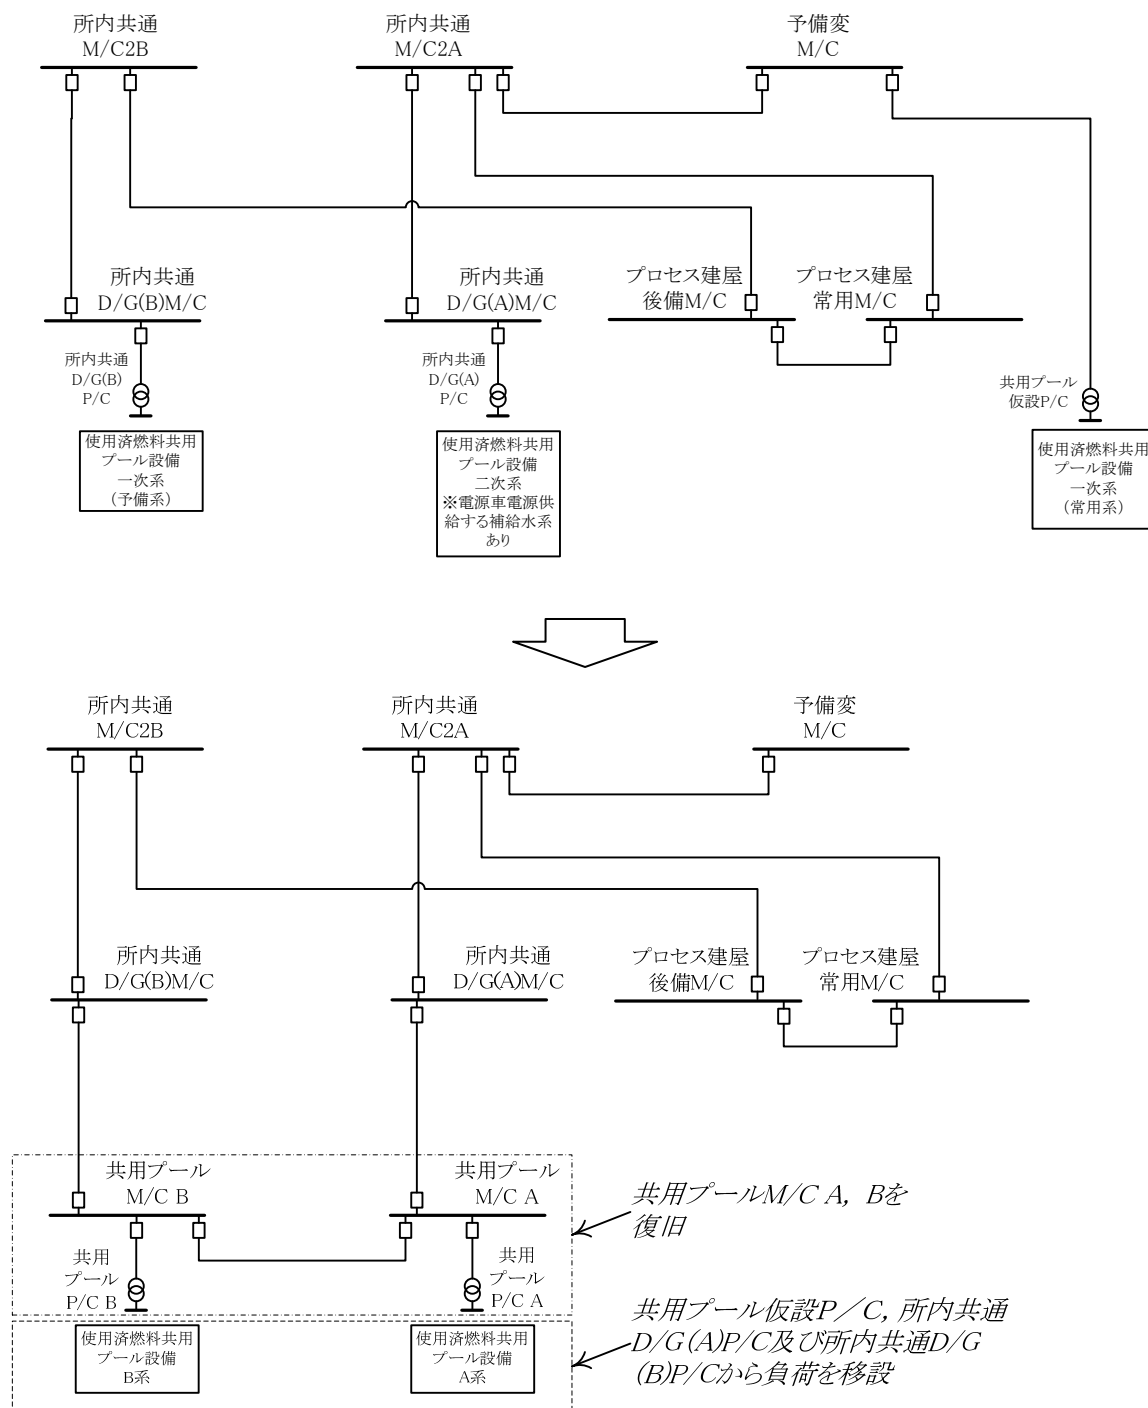 所内共通
M/C2B
所内共通
M/C2A
予備変
M/C
所内共通
D/G(B)M/C
所内共通
D/G(A)M/C
プロセス建屋
後備M/C
プロセス建屋
常用M/C
所内共通
D/G(B)
P/C
所内共通
D/G(A)
P/C
共用プール
仮設P/C
使用済燃料共用
プール設備
一次系
(予備系)
使用済燃料共用
プール設備
二次系
※電源車電源供
給する補給水系
あり
使用済燃料共用
プール設備
一次系
(常用系)
所内共通
M/C2B
所内共通
M/C2A
予備変
M/C
所内共通
D/G(B)M/C
所内共通
D/G(A)M/C
プロセス建屋
後備M/C
プロセス建屋
常用M/C
共用プール
M/C B
共用プール
M/C A
共用プールM/C A, Bを
復旧
共用
プール
P/C B
共用
プール
P/C A
共用プール仮設P/C, 所内共通
D/G(A)P/C及び所内共通D/G
(B)P/Cから負荷を移設
使用済燃料共用
プール設備
B系
使用済燃料共用
プール設備
A系